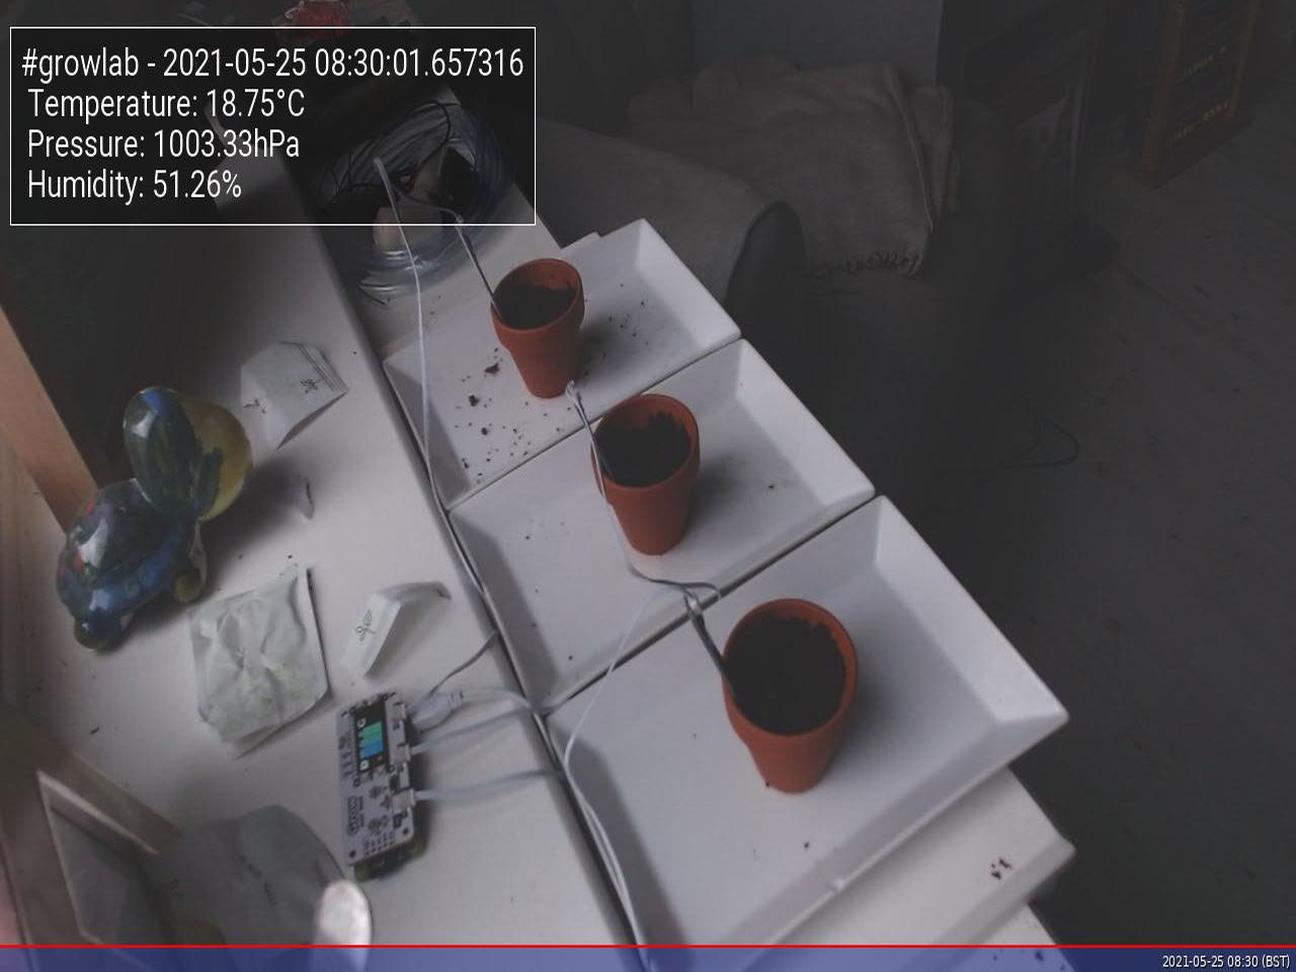 #growlab - 2021-05-25 08:30:01.657316
Temperature: 18.75°C
Pressure: 1003.33hPa
Humidity: 51.26%
2021-05-25 08:30 (BST)